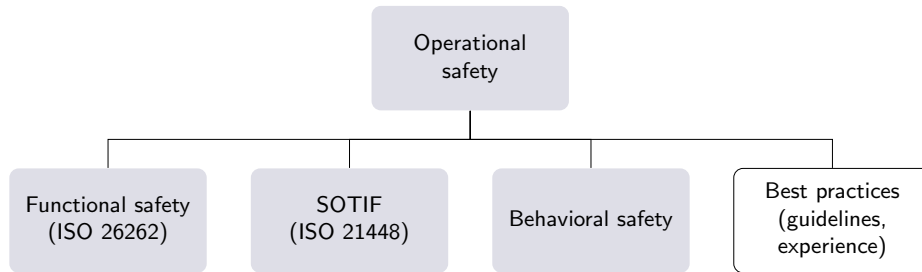 Operational
safety
Functional safety
(ISO 26262)
SOTIF
(ISO 21448)
Behavioral safety
Best practices
(guidelines,
experience)